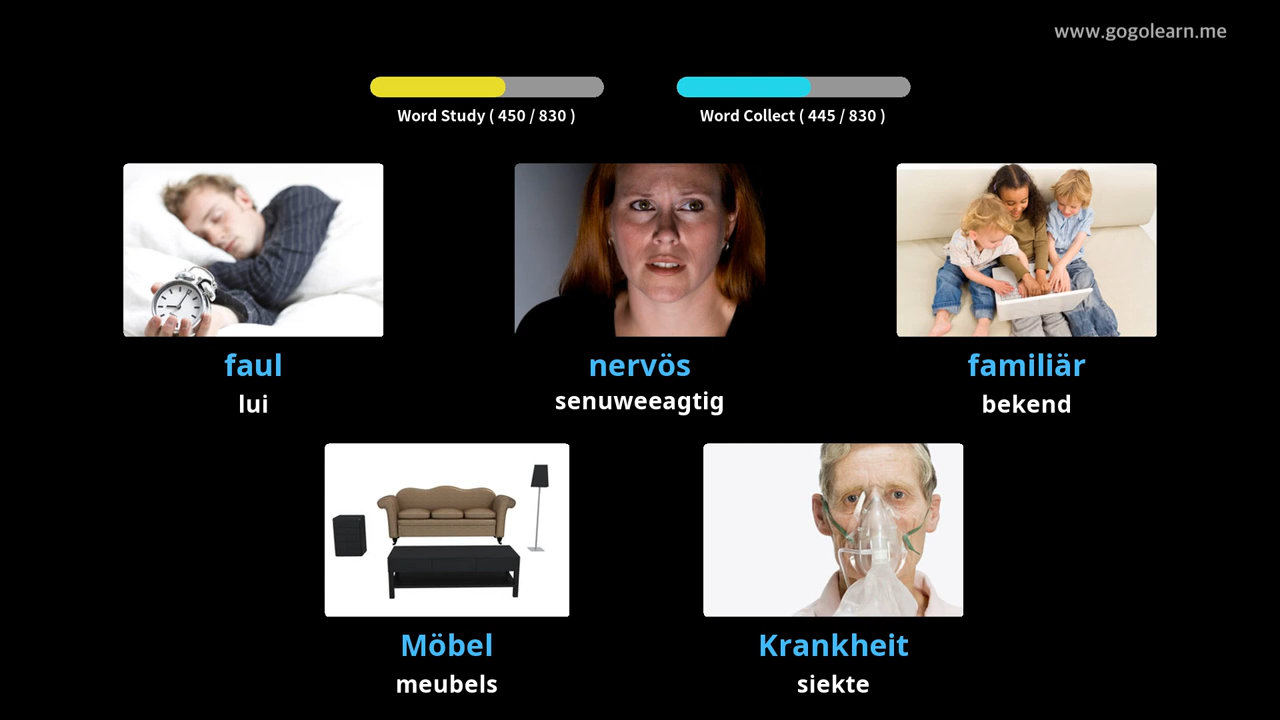 www.gogolearn.me
Word Study ( 450 / 830 )
Word Collect ( 445 / 830 )
faul
lui
nervös
senuweeagtig
familiär
bekend
Möbel
meubels
Krankheit
siekte